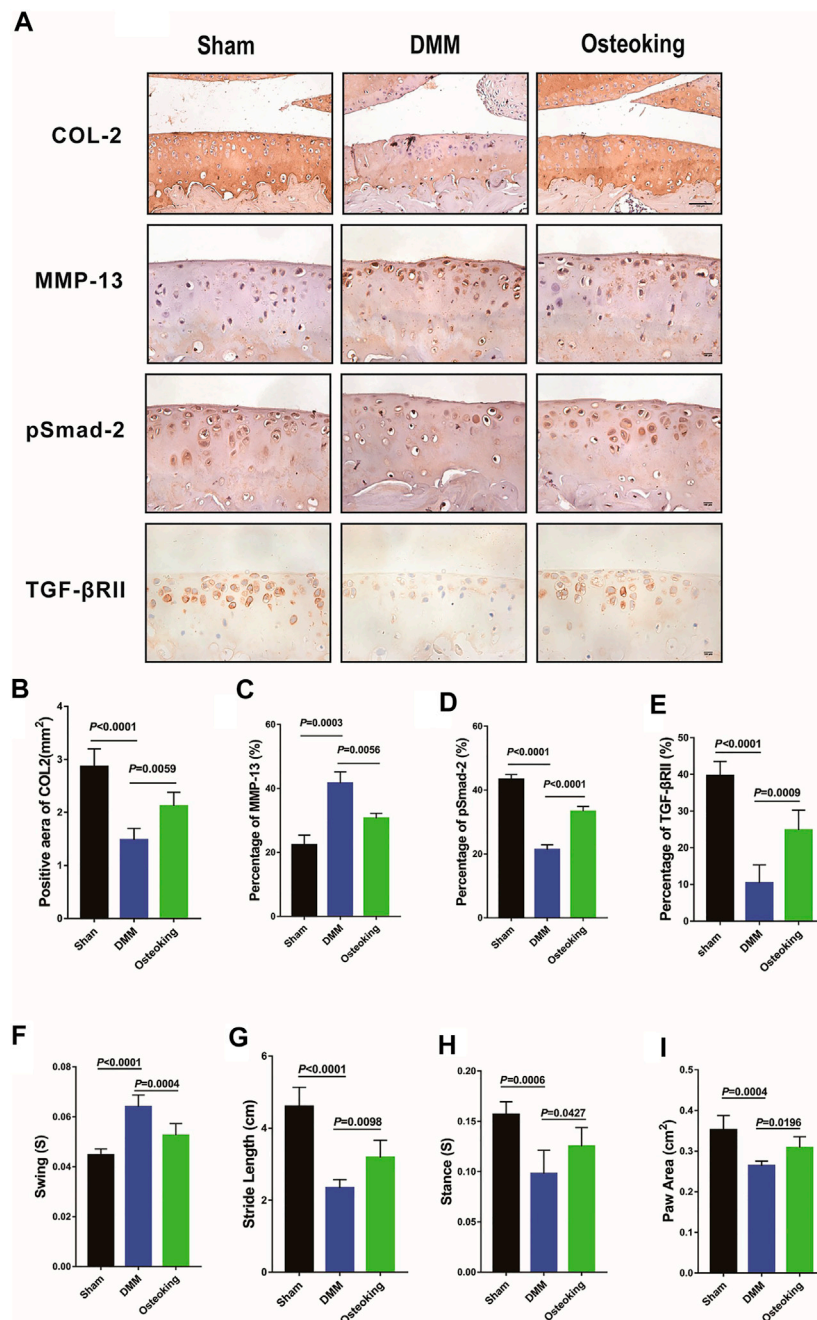 A
Sham DMM Osteoking
COL-2
MMP-13
pSmad-2
TGF-βRII
B
Positive aera of COL2(mm²)
4
3
2
1
0
P<0.0001
P=0.0059
Shan
DMM
Osteoking
C
Percentage of MMP-13 (%)
60
40
20
0
P=0.0003
P=0.0056
Sham
DMM
Osteoking
D
Percentage of pSmad-2 (%)
60
40
20
0
P<0.0001
P<0.0001
Sham
DMM
Osteoking
E
Percentage of TGF-βRII (%)
50
40
30
20
10
0
P<0.0001
P=0.0009
sham
DMM
Osteoking
F
Swing (S)
0.08
0.06
0.04
0.02
0.00
P<0.0001
P=0.0004
Sham
DMM
Osteoking
G
Stride Length (cm)
6
4
2
0
P<0.0001
P=0.0098
Sham
DMM
Osteoking
H
Stance (S)
0.20
0.15
0.10
0.05
0.00
P=0.0006
P=0.0427
Sham
DMM
Osteoking
I
Paw Area (cm²)
0.5
0.4
0.3
0.2
0.1
0.0
P=0.0004
P=0.0196
Sham
DMM
Osteoking